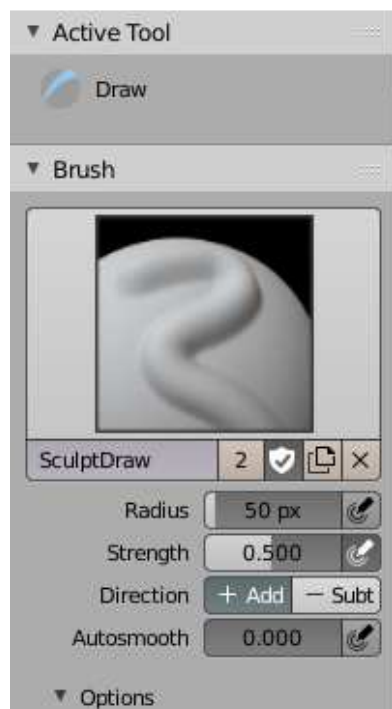 Active Tool
Draw
Brush
SculptDraw 2
Radius 50 px
Strength 0.500
Direction + Add − Subt
Autosmooth 0.000
Options